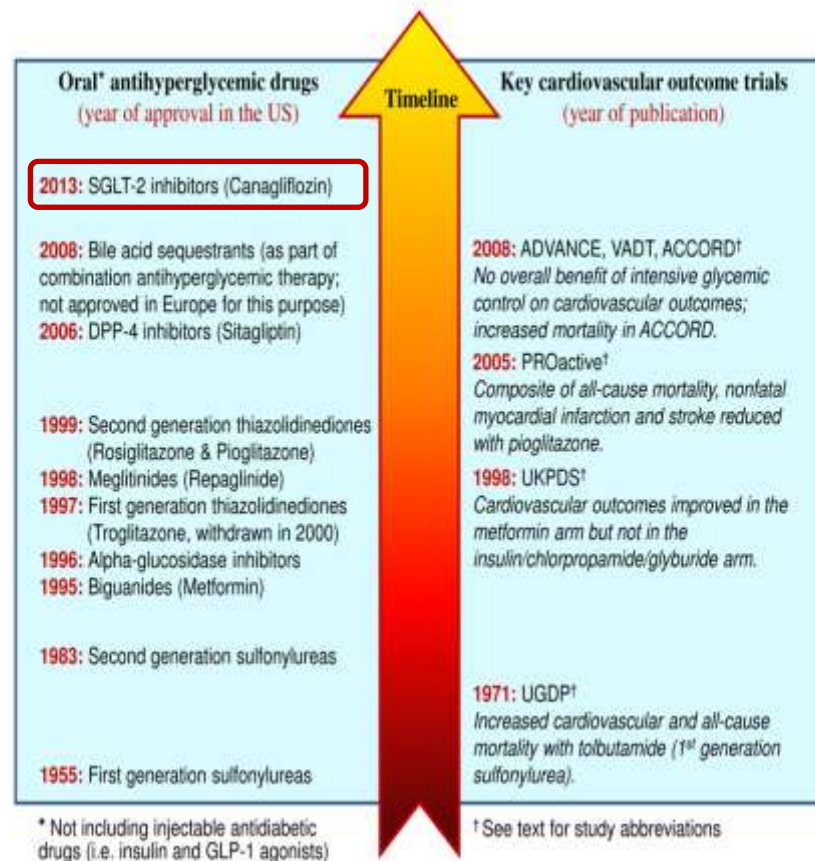 Oral* antihyperglycemic drugs
(year of approval in the US)
2013: SGLT-2 inhibitors (Canagliflozin)
2008: Bile acid sequestrants (as part of
combination antihyperglycemic therapy;
not approved in Europe for this purpose)
2006: DPP-4 inhibitors (Sitagliptin)
1999: Second generation thiazolidinediones
(Rosiglitazone & Pioglitazone)
1998: Meglitinides (Repaglinide)
1997: First generation thiazolidinediones
(Troglitazone, withdrawn in 2000)
1996: Alpha-glucosidase inhibitors
1995: Biguanides (Metformin)
1983: Second generation sulfonylureas
1955: First generation sulfonylureas
* Not including injectable antidiabetic
drugs (i.e. insulin and GLP-1 agonists)
Timeline
Key cardiovascular outcome trials
(year of publication)
2008: ADVANCE, VADT, ACCORD†
No overall benefit of intensive glycemic
control on cardiovascular outcomes;
increased mortality in ACCORD.
2005: PROactive†
Composite of all-cause mortality, nonfatal
myocardial infarction and stroke reduced
with pioglitazone.
1998: UKPDS†
Cardiovascular outcomes improved in the
metformin arm but not in the
insulin/chlorpropamide/glyburide arm.
1971: UGDP†
Increased cardiovascular and all-cause
mortality with tolbutamide (1st generation
sulfonylurea).
† See text for study abbreviations